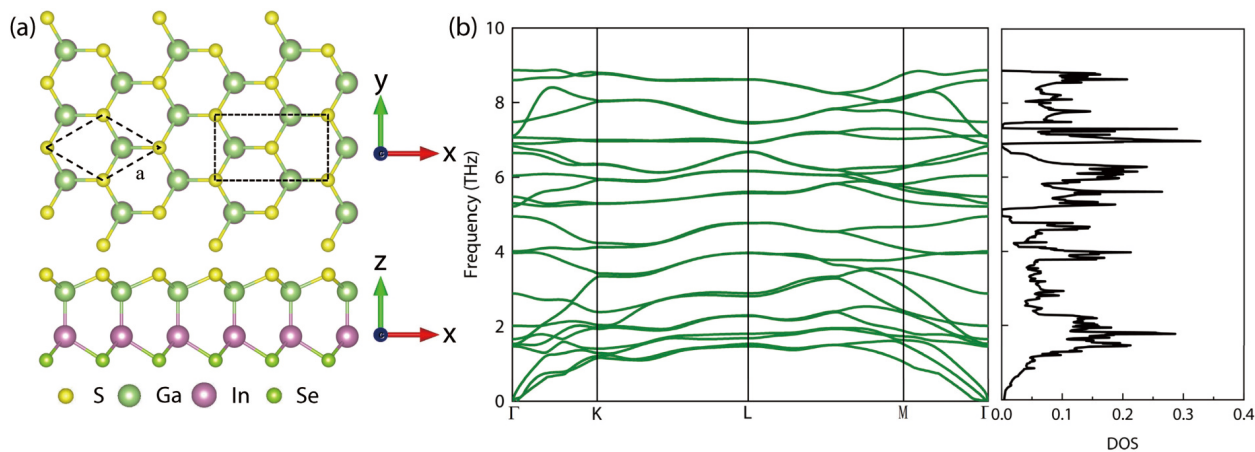 (a)
y
x
a
z
x
S Ga In Se
(b)
Frequency (THz)
10
8
6
4
2
0
Γ K L M Γ
0.0 0.1 0.2 0.3 0.4
DOS